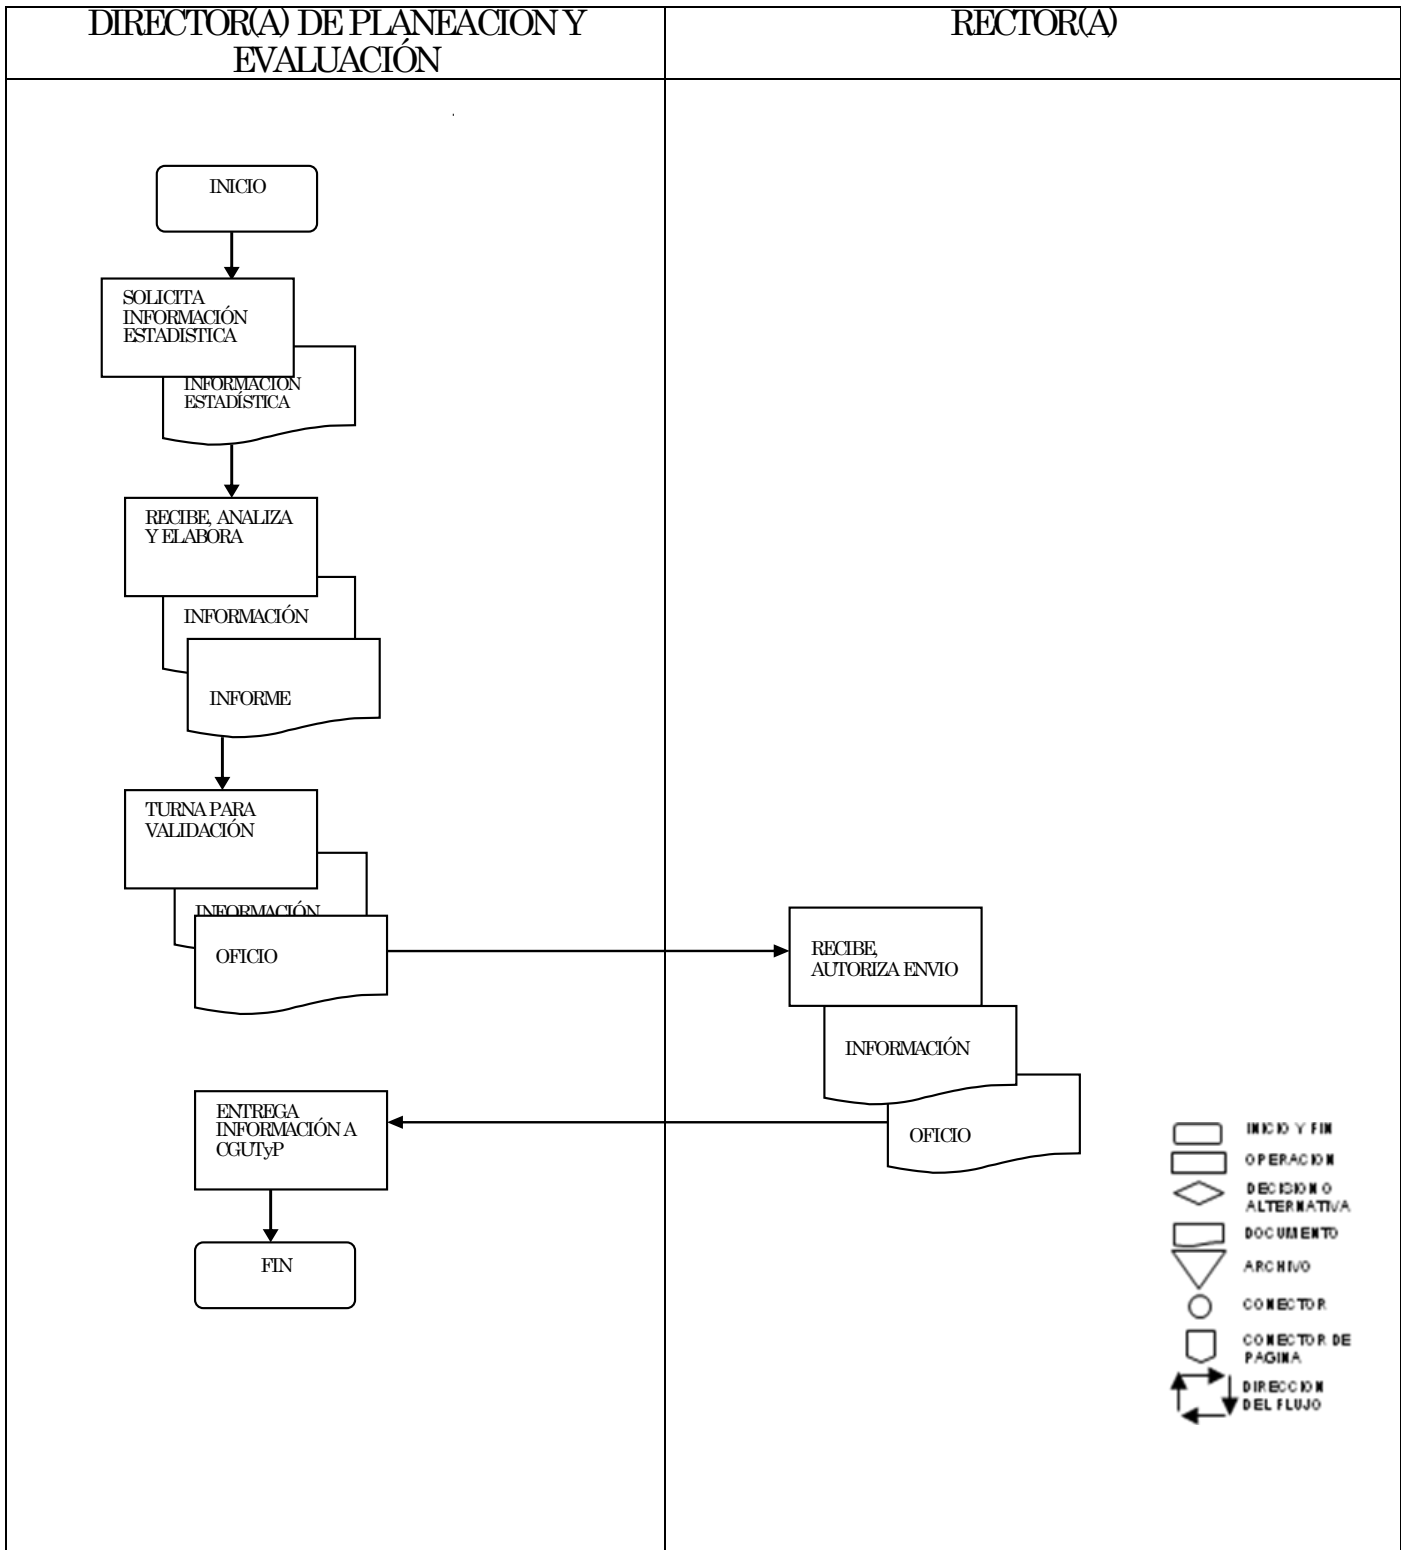 DIRECTOR(A) DE PLANEACION Y
EVALUACIÓN
RECTOR(A)
INICIO
SOLICITA
INFORMACIÓN
ESTADISTICA
INFORMACIÓN
ESTADÍSTICA
RECIBE, ANALIZA
Y ELABORA
INFORMACIÓN
INFORME
TURNA PARA
VALIDACIÓN
INFORMACIÓN
OFICIO
RECIBE,
AUTORIZA ENVIO
INFORMACIÓN
OFICIO
ENTREGA
INFORMACIÓN A
CGUTyP
FIN
INICIO Y FIN
OPERACION
DECISION O
ALTERNATIVA
DOCUMENTO
ARCHIVO
CONECTOR
CONECTOR DE
PAGINA
DIRECCION
DEL FLUJO